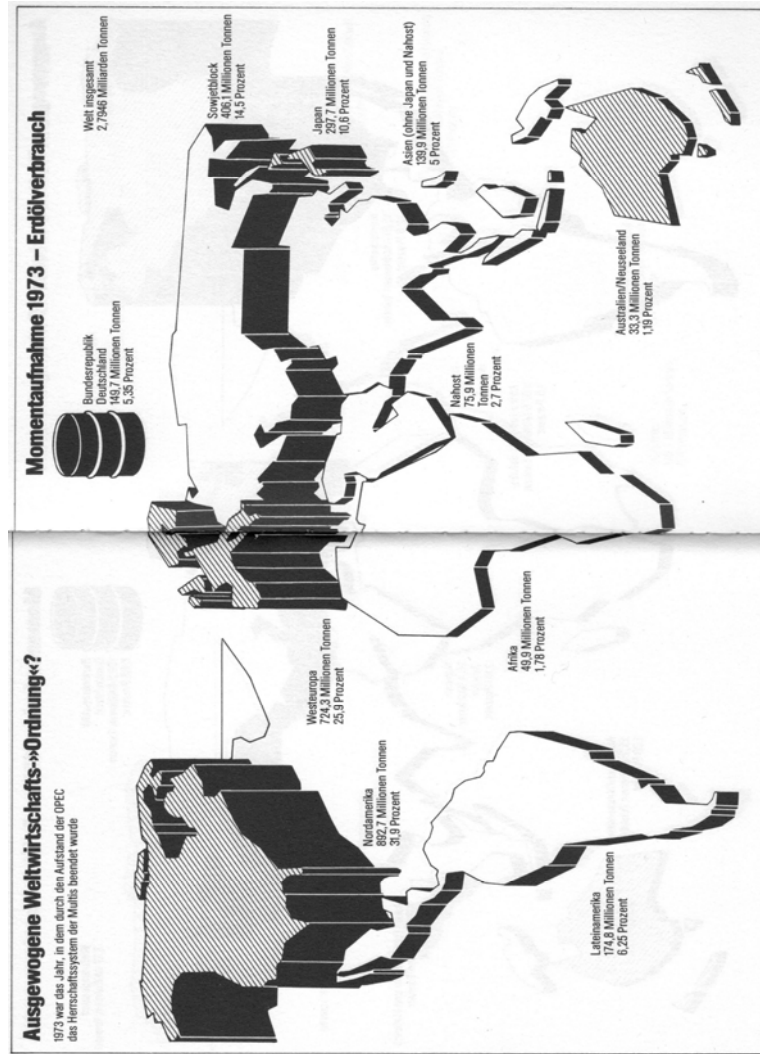 Ausgewogene Weltwirtschafts-»Ordnung«?
1973 war das Jahr, in dem durch den Aufstand der OPEC
das Herrschaftssystem der Multis beendet wurde
Momentaufnahme 1973 – Erdölverbrauch
Bundesrepublik
Deutschland
149,7 Millionen Tonnen
5,35 Prozent
Welt insgesamt
2,7946 Milliarden Tonnen
Sowjetblock
406,1 Millionen Tonnen
14,5 Prozent
Japan
297,7 Millionen Tonnen
10,6 Prozent
Westeuropa
724,3 Millionen Tonnen
25,9 Prozent
Nordamerika
892,7 Millionen Tonnen
31,9 Prozent
Asien (ohne Japan und Nahost)
139,9 Millionen Tonnen
5 Prozent
Nahost
75,9 Millionen
Tonnen
2,7 Prozent
Afrika
49,9 Millionen Tonnen
1,78 Prozent
Lateinamerika
174,8 Millionen Tonnen
6,25 Prozent
Australien/Neuseeland
33,3 Millionen Tonnen
1,19 Prozent